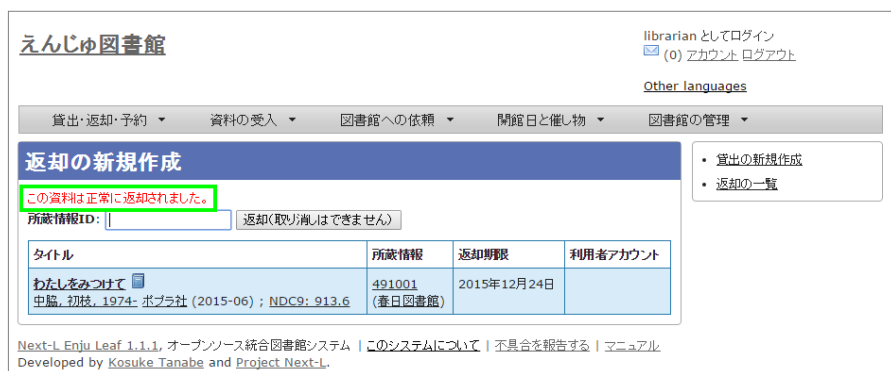 えんじゅ図書館
librarian としてログイン
(0) アカウント ログアウト
Other languages
貸出・返却・予約 ▼ 資料の受入 ▼ 図書館への依頼 ▼ 開館日と催し物 ▼ 図書館の管理 ▼
返却の新規作成
この資料は正常に返却されました。
所蔵情報ID: 返却(取り消しはできません)
タイトル 所蔵情報 返却期限 利用者アカウント
わたしをみつけて 491001 2015年12月24日
中脇, 初枝, 1974- ポプラ社 (2015-06) ; NDC9: 913.6 (春日図書館)
• 貸出の新規作成
• 返却の一覧
Next-L Enju Leaf 1.1.1, オープンソース統合図書館システム | このシステムについて | 不具合を報告する | マニュアル
Developed by Kosuke Tanabe and Project Next-L.